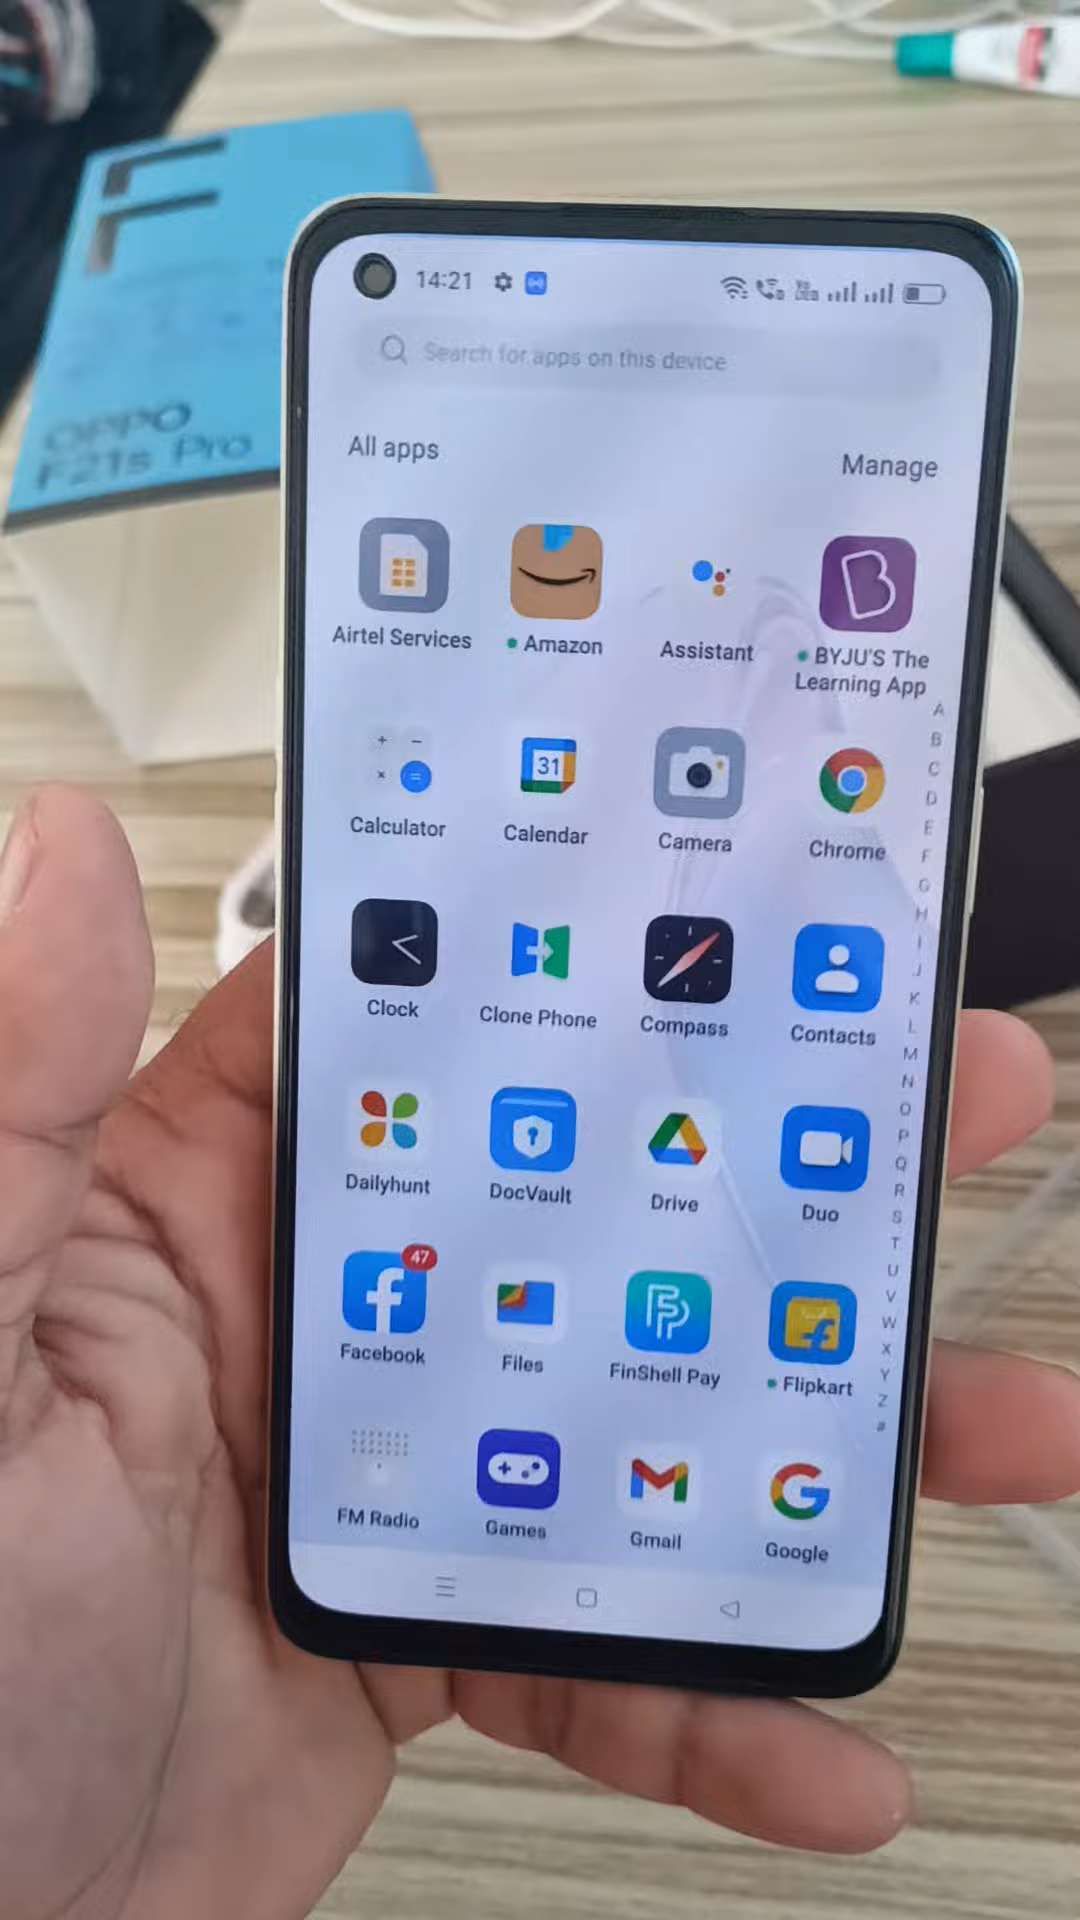 F
OPPO
F21s Pro
14:21
Search for apps on this device
All apps
Manage
Airtel Services
Amazon
Assistant
BYJU'S The
Learning App
31
Calculator
Calendar
Camera
Chrome
Clock
Clone Phone
Compass
Contacts
Dailyhunt
DocVault
Drive
Duo
47
Facebook
Files
FinShell Pay
Flipkart
FM Radio
Games
Gmail
Google
A
B
C
D
E
F
G
H
I
J
K
L
M
N
O
P
Q
R
S
T
U
V
W
X
Y
Z
#